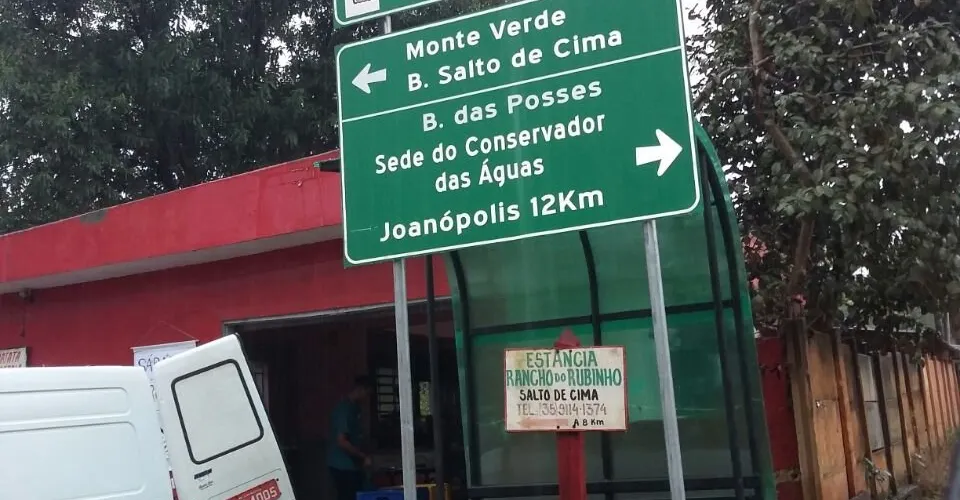 Monte Verde
B. Salto de Cima
B. das Posses
Sede do Conservador
das Águas
Joanópolis 12Km
ESTÂNCIA
RANCHO DO RUBINHO
SALTO DE CIMA
TEL. (35) 9114-1374
A 8 Km